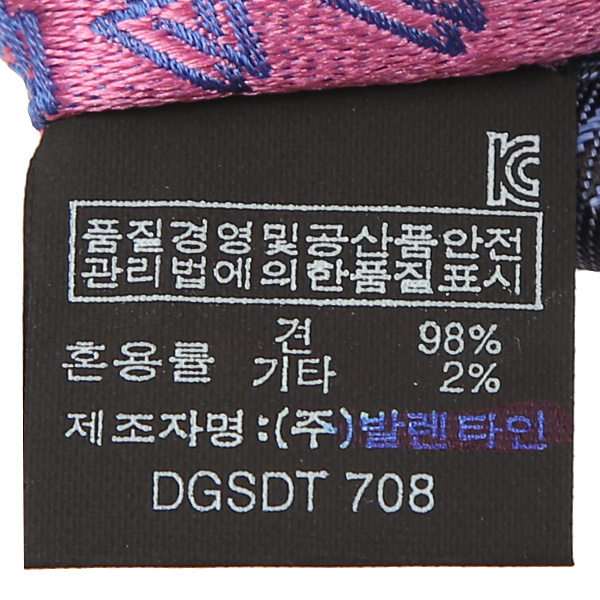 KC
품질경영및공산품안전
관리법에의한품질표시
혼용률 견 98%
기타 2%
제조자명:(주)발렌타인
DGSDT 708